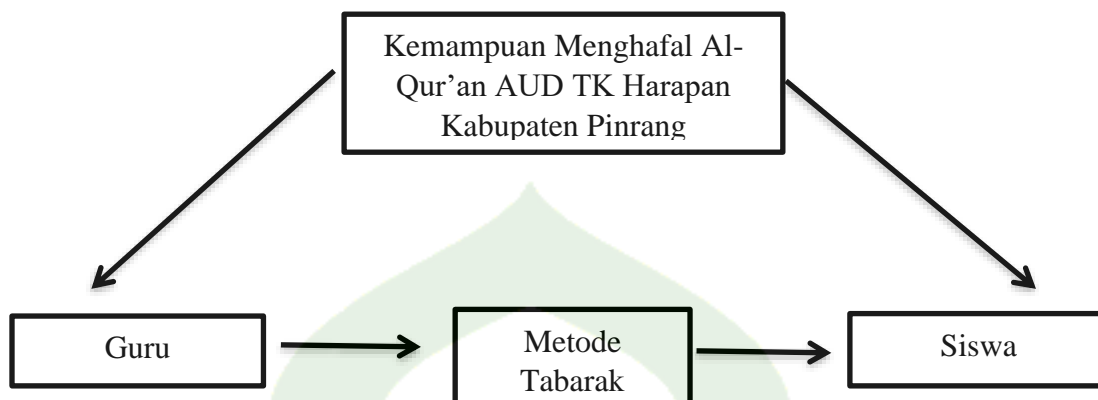 Kemampuan Menghafal Al-
Qur’an AUD TK Harapan
Kabupaten Pinrang
Guru
Metode
Tabarak
Siswa